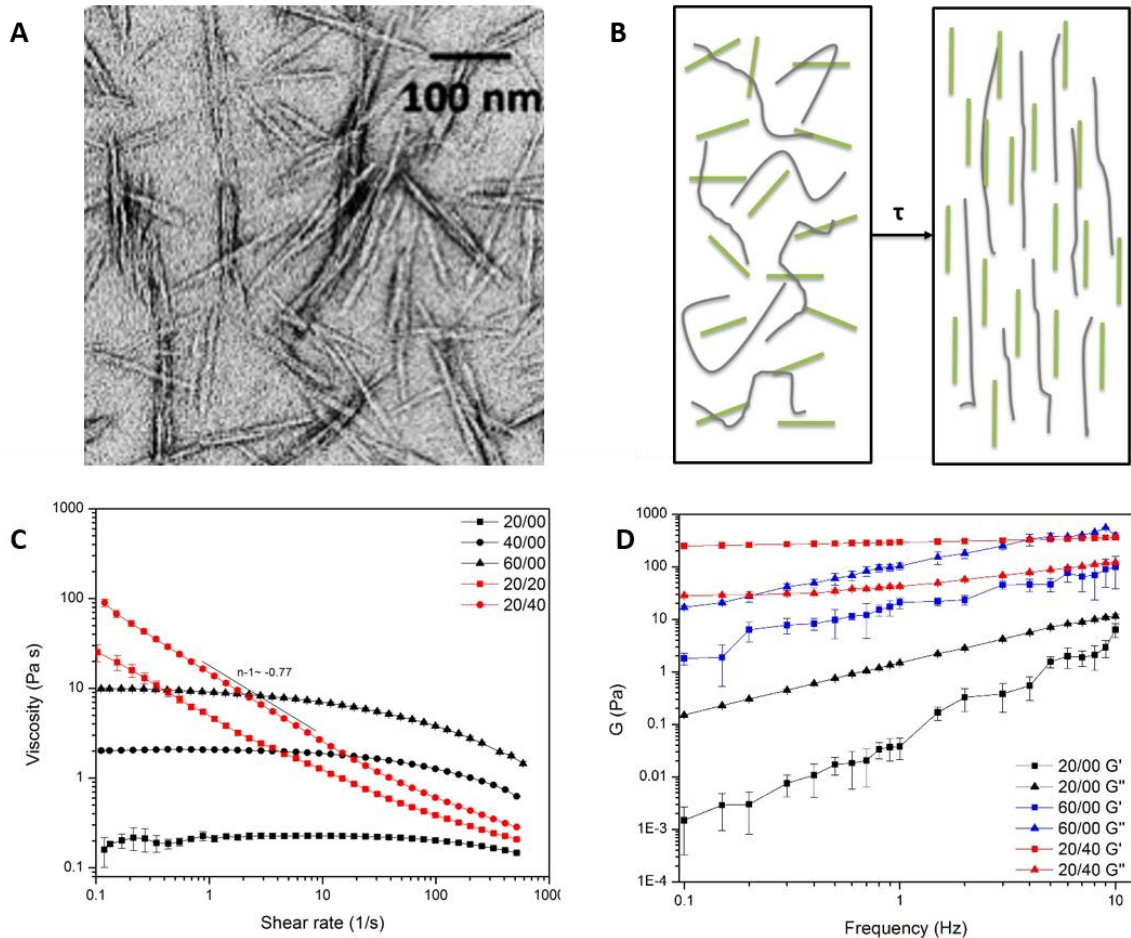 A
100 nm
B
τ
C
1000
100
10
1
0.1
Viscosity (Pa s)
0.1
1
10
100
1000
Shear rate (1/s)
n-1~ -0.77
20/00
40/00
60/00
20/20
20/40
D
1000
100
10
1
0.1
0.01
1E-3
1E-4
G (Pa)
0.1
1
10
Frequency (Hz)
20/00 G'
20/00 G"
60/00 G'
60/00 G"
20/40 G'
20/40 G"